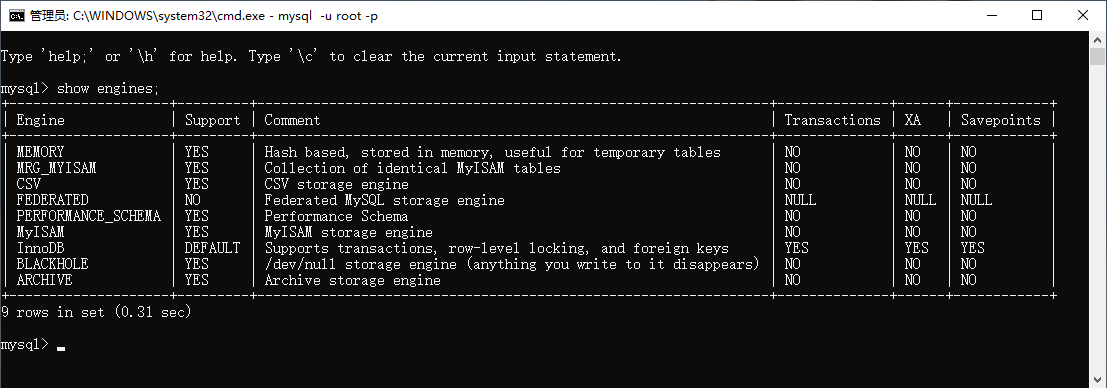 管理员: C:\WINDOWS\system32\cmd.exe - mysql  -u root -p
Type 'help;' or '\h' for help. Type '\c' to clear the current input statement.
mysql> show engines;
+--------------------+---------+----------------------------------------------------------------+--------------+------+------------+
| Engine             | Support | Comment                                                        | Transactions | XA   | Savepoints |
+--------------------+---------+----------------------------------------------------------------+--------------+------+------------+
| MEMORY             | YES     | Hash based, stored in memory, useful for temporary tables      | NO           | NO   | NO         |
| MRG_MYISAM         | YES     | Collection of identical MyISAM tables                          | NO           | NO   | NO         |
| CSV                | YES     | CSV storage engine                                             | NO           | NO   | NO         |
| FEDERATED          | NO      | Federated MySQL storage engine                                 | NULL         | NULL | NULL       |
| PERFORMANCE_SCHEMA | YES     | Performance Schema                                             | NO           | NO   | NO         |
| MyISAM             | YES     | MyISAM storage engine                                          | NO           | NO   | NO         |
| InnoDB             | DEFAULT | Supports transactions, row-level locking, and foreign keys     | YES          | YES  | YES        |
| BLACKHOLE          | YES     | /dev/null storage engine (anything you write to it disappears) | NO           | NO   | NO         |
| ARCHIVE            | YES     | Archive storage engine                                         | NO           | NO   | NO         |
+--------------------+---------+----------------------------------------------------------------+--------------+------+------------+
9 rows in set (0.31 sec)
mysql>